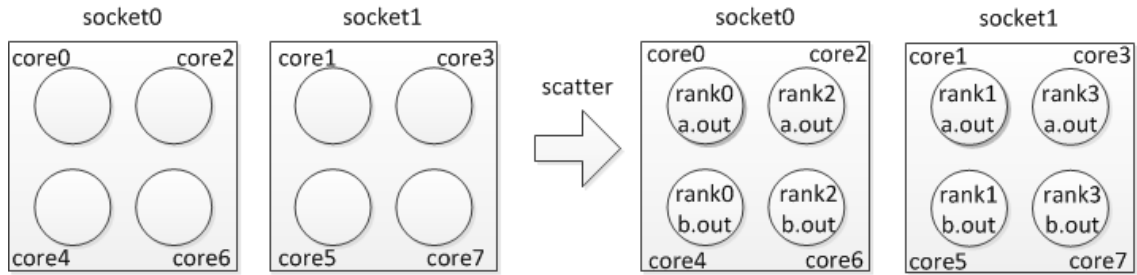 socket0
socket1
core0
core2
core4
core6
core1
core3
core5
core7
scatter
socket0
socket1
core0
core2
rank0
a.out
rank2
a.out
rank0
b.out
rank2
b.out
core4
core6
core1
core3
rank1
a.out
rank3
a.out
rank1
b.out
rank3
b.out
core5
core7